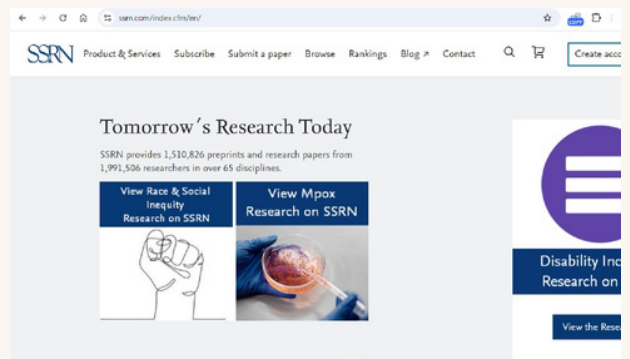 ssrn.com/index.cfm/en/
SSRN
Product & Services Subscribe Submit a paper Browse Rankings Blog ↗ Contact
Create acco
Tomorrow´s Research Today
SSRN provides 1,510,826 preprints and research papers from
1,991,506 researchers in over 65 disciplines.
View Race & Social
Inequity
Research on SSRN
View Mpox
Research on SSRN
Disability Inc
Research on
View the Rese